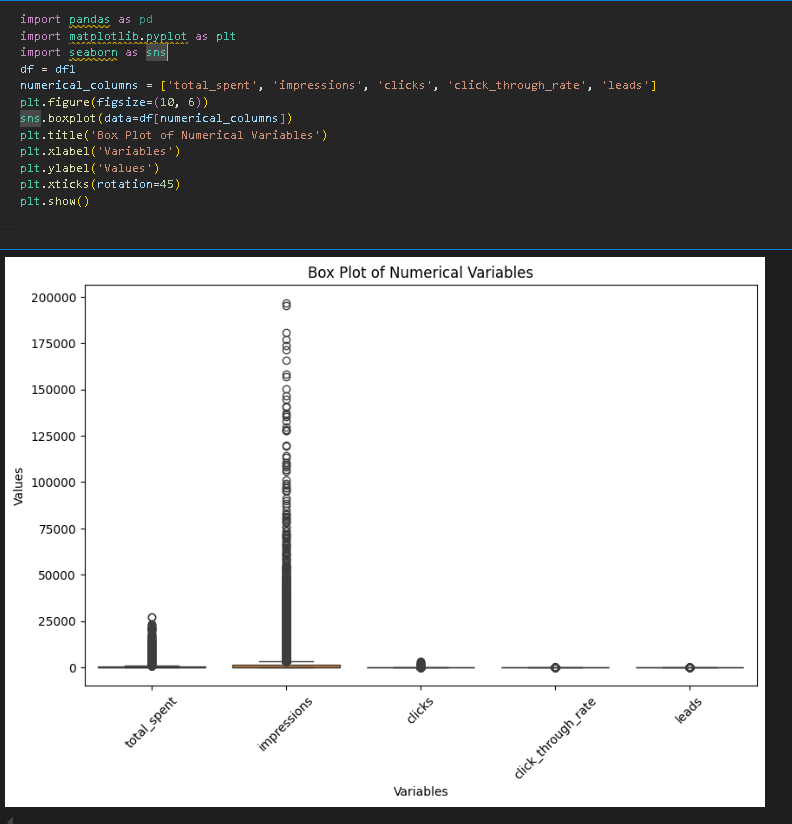 import pandas as pd
import matplotlib.pyplot as plt
import seaborn as sns
df = df1
numerical_columns = ['total_spent', 'impressions', 'clicks', 'click_through_rate', 'leads']
plt.figure(figsize=(10, 6))
sns.boxplot(data=df[numerical_columns])
plt.title('Box Plot of Numerical Variables')
plt.xlabel('Variables')
plt.ylabel('Values')
plt.xticks(rotation=45)
plt.show()
Box Plot of Numerical Variables
200000
175000
150000
125000
100000
75000
50000
25000
0
Values
total_spent
impressions
clicks
click_through_rate
leads
Variables